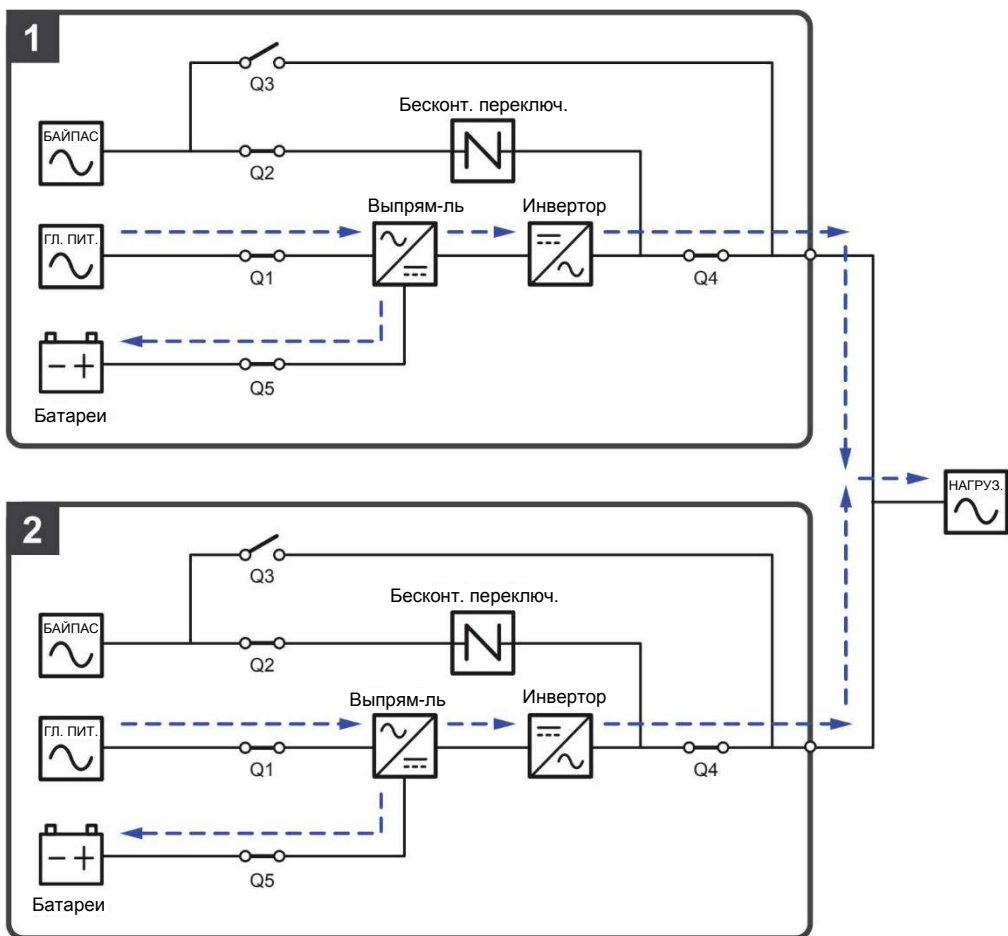 1
Q3
Бесконт. переключ.
БАЙПАС
Q2
Выпрям-ль
Инвертор
ГЛ. ПИТ.
Q1
Q4
Q5
Батареи
НАГРУЗ.
2
Q3
Бесконт. переключ.
БАЙПАС
Q2
Выпрям-ль
Инвертор
ГЛ. ПИТ.
Q1
Q4
Q5
Батареи